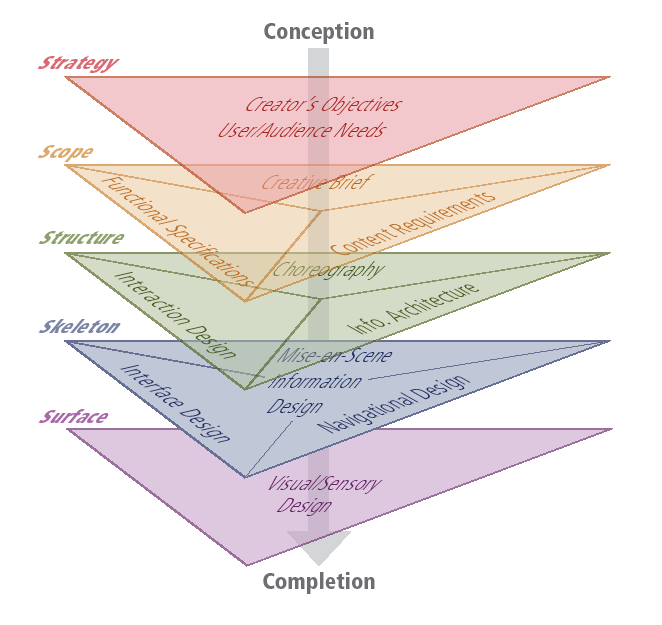 Conception
Strategy
Creator's Objectives
User/Audience Needs
Scope
Creative Brief
Functional Specifications
Content Requirements
Structure
Choreography
Interaction Design
Info. Architecture
Skeleton
Mise-en-Scene
Information
Design
Interface Design
Navigational Design
Surface
Visual/Sensory
Design
Completion